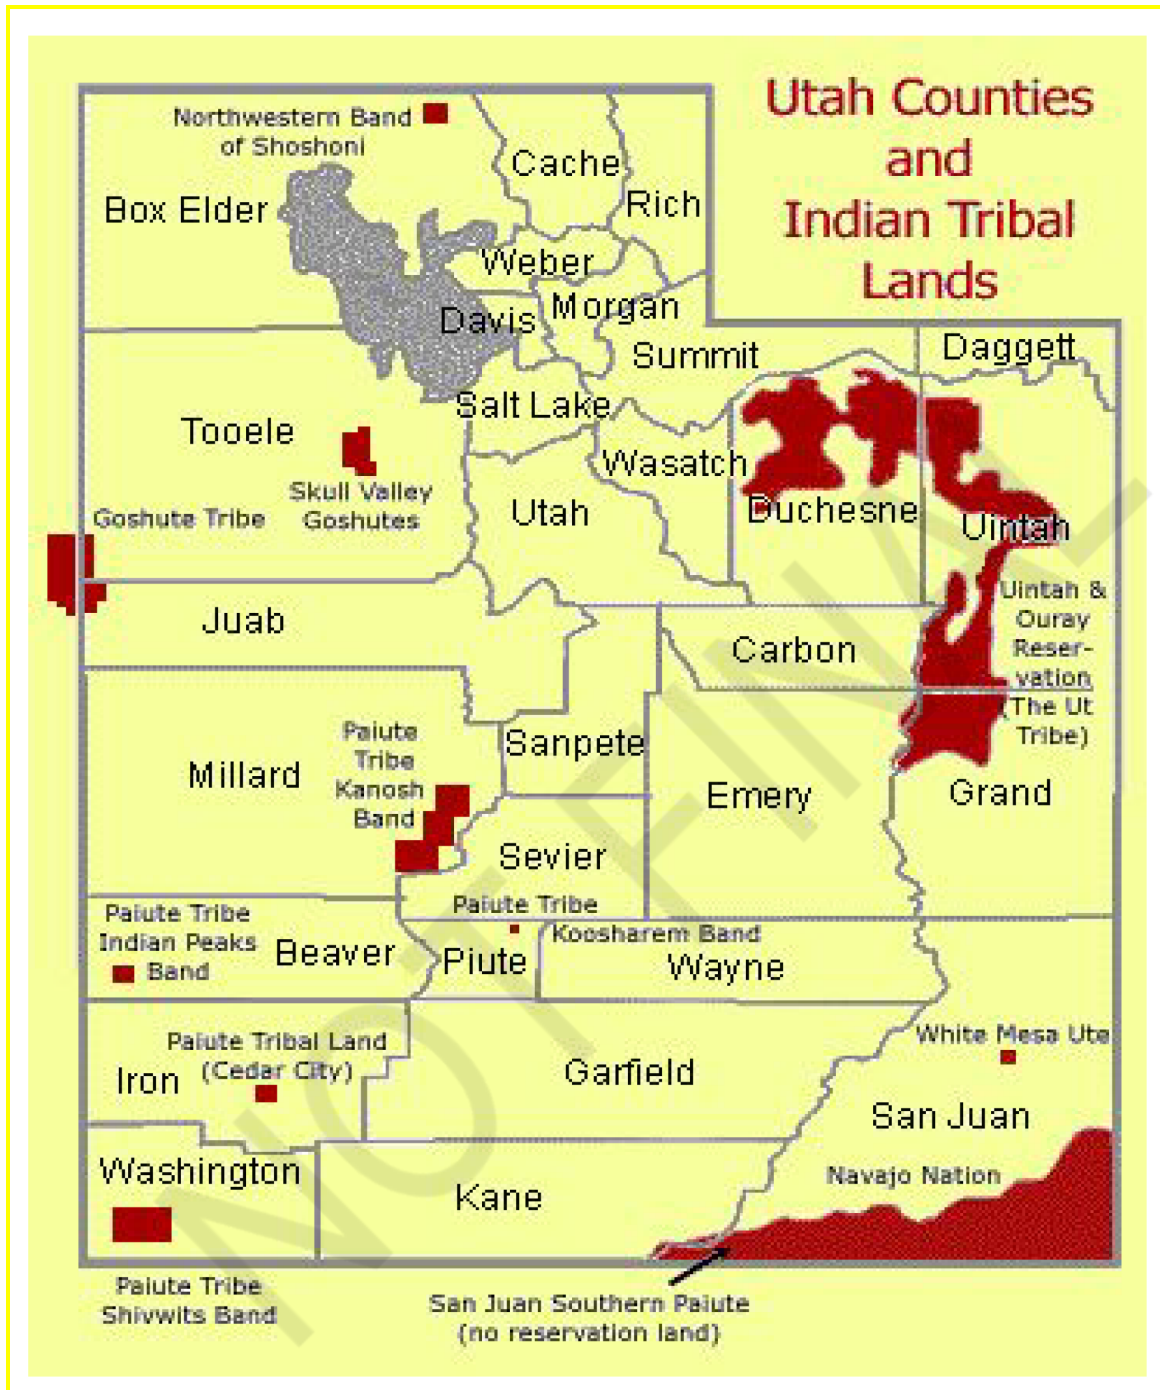 Utah Counties
and
Indian Tribal
Lands
Northwestern Band
of Shoshoni
Cache
Box Elder
Rich
Weber
Morgan
Davis
Summit
Daggett
Salt Lake
Tooele
Wasatch
Skull Valley
Goshutes
Goshute Tribe
Utah
Duchesne
Uintah
Uintah &
Ouray
Reser-
vation
(The Ut
Tribe)
Juab
Carbon
Paiute
Tribe
Kanosh
Band
Sanpete
Millard
Emery
Grand
Sevier
Paiute Tribe
Koosharem Band
Paiute Tribe
Indian Peaks
Band
Beaver
Piute
Wayne
White Mesa Ute
Paiute Tribal Land
(Cedar City)
Iron
Garfield
San Juan
Washington
Navajo Nation
Kane
Paiute Tribe
Shivwits Band
San Juan Southern Paiute
(no reservation land)
NOT FINAL